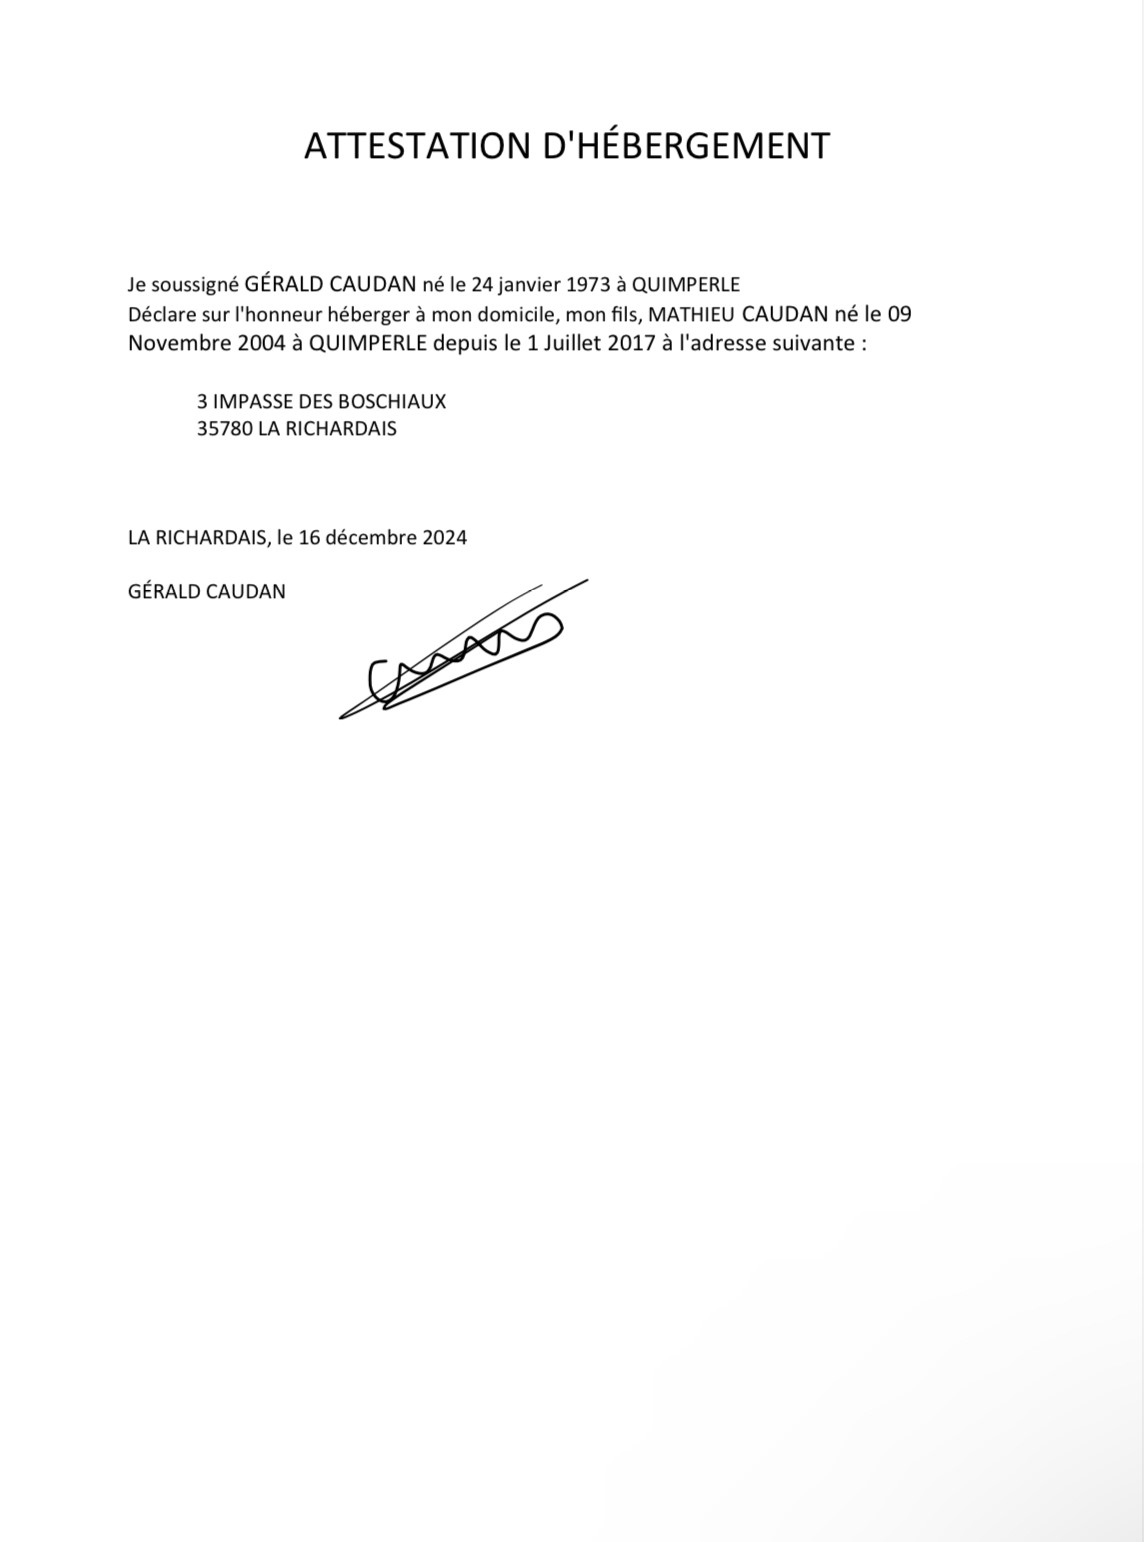 ATTESTATION D'HÉBERGEMENT
Je soussigné GÉRALD CAUDAN né le 24 janvier 1973 à QUIMPERLE
Déclare sur l'honneur héberger à mon domicile, mon fils, MATHIEU CAUDAN né le 09
Novembre 2004 à QUIMPERLE depuis le 1 Juillet 2017 à l'adresse suivante :
3 IMPASSE DES BOSCHIAUX
35780 LA RICHARDAIS
LA RICHARDAIS, le 16 décembre 2024
GÉRALD CAUDAN